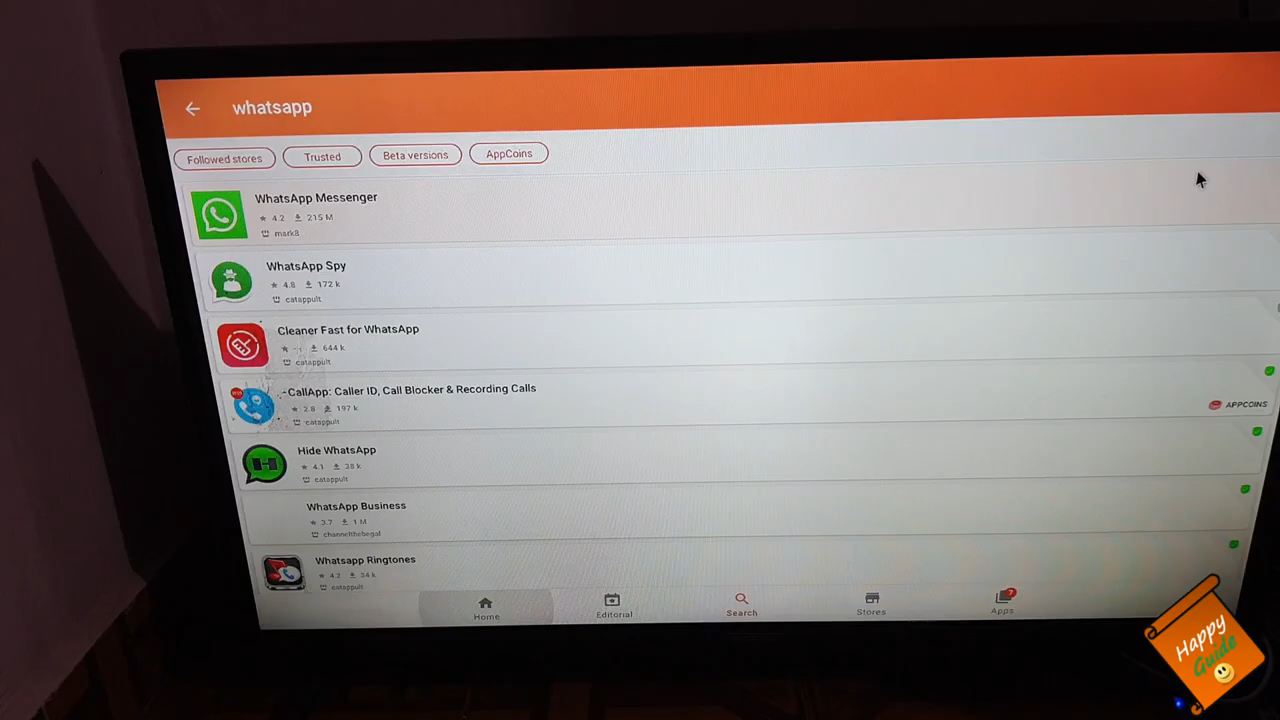 whatsapp
Followed stores
Trusted
Beta versions
AppCoins
WhatsApp Messenger
4.2 215 M
mark8
WhatsApp Spy
4.8 172 k
catappult
Cleaner Fast for WhatsApp
644 k
catappult
CallApp: Caller ID, Call Blocker & Recording Calls
2.8 197 k
catappult
APPCOINS
Hide WhatsApp
4.1 38 k
catappult
WhatsApp Business
3.7 1 M
channelthebegal
Whatsapp Ringtones
4.2 34 k
catappult
Home
Editorial
Search
Stores
7
Apps
Happy
Guide